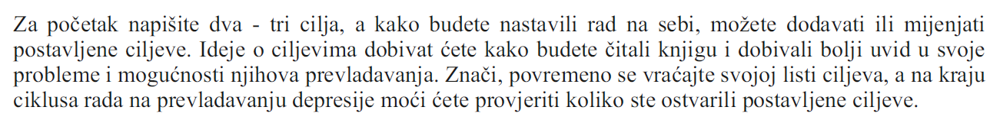 Za početak napišite dva - tri cilja, a kako budete nastavili rad na sebi, možete dodavati ili mijenjati
postavljene ciljeve. Ideje o ciljevima dobivat ćete kako budete čitali knjigu i dobivali bolji uvid u svoje
probleme i mogućnosti njihova prevladavanja. Znači, povremeno se vraćajte svojoj listi ciljeva, a na kraju
ciklusa rada na prevladavanju depresije moći ćete provjeriti koliko ste ostvarili postavljene ciljeve.